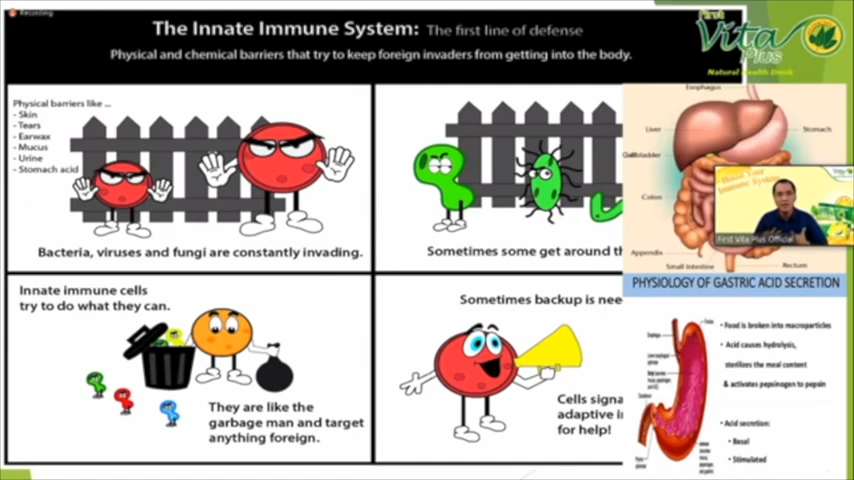 Recording
The Innate Immune System: The first line of defense
Physical and chemical barriers that try to keep foreign invaders from getting into the body.
First
Vita
Plus
Natural Health Drink
Physical barriers like ...
- Skin
- Tears
- Earwax
- Mucus
- Urine
- Stomach acid
Bacteria, viruses and fungi are constantly invading.
Sometimes some get around th
Innate immune cells
try to do what they can.
They are like the
garbage man and target
anything foreign.
Sometimes backup is nee
Cells signa
adaptive i
for help!
Esophagus
Liver
Stomach
Gallbladder
Colon
Appendix
Small Intestine
Rectum
Boost Your
Immune System
First Vita Plus Official
PHYSIOLOGY OF GASTRIC ACID SECRETION
• Food is broken into macroparticles
• Acid causes hydrolysis,
sterilizes the meal content
& activates pepsinogen to pepsin
• Acid secretion:
• Basal
• Stimulated